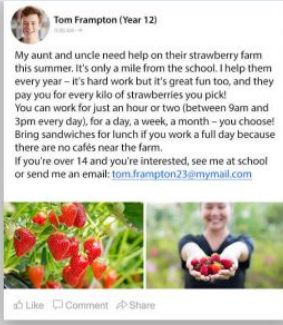 Tom Frampton (Year 12)
My aunt and uncle need help on their strawberry farm
this summer. It's only a mile from the school. I help them
every year – it's hard work but it's great fun too, and they
pay you for every kilo of strawberries you pick!
You can work for just an hour or two (between 9am and
3pm every day), for a day, a week, a month – you choose!
Bring sandwiches for lunch if you work a full day because
there are no cafés near the farm.
If you're over 14 and you're interested, see me at school
or send me an email: tom.frampton23@mymail.com
Like Comment Share